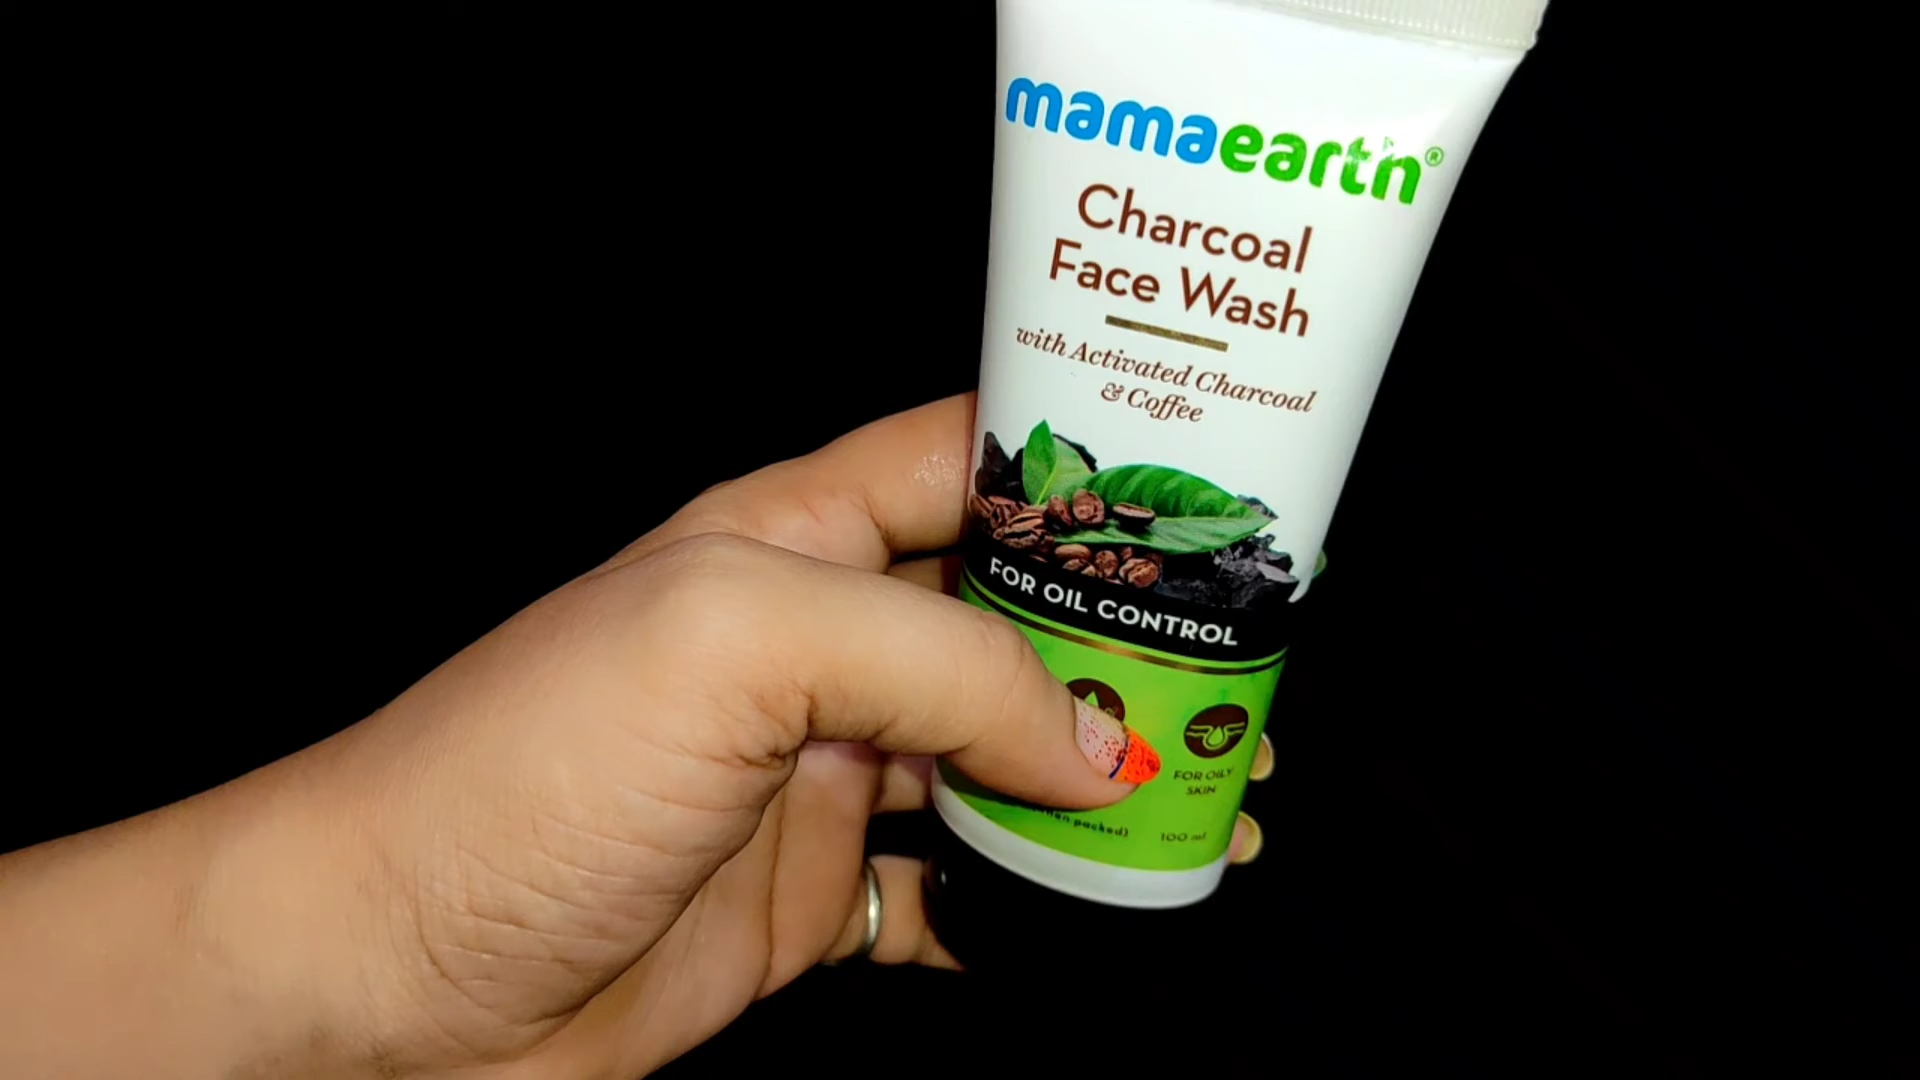 mamaearth®
Charcoal
Face Wash
with Activated Charcoal
& Coffee
FOR OIL CONTROL
FOR OILY
SKIN
packed)
100 ml